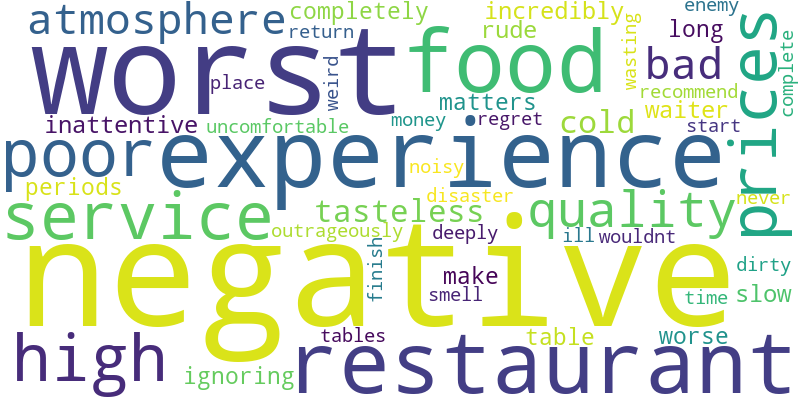 atmosphere
completely
incredibly
enemy
return
rude
long
worst
food
wasting
prices
complete
weird
place
bad
recommend
matters
waiter
inattentive
uncomfortable
money
regret
cold
start
poor
experience
noisy
periods
disaster
never
service
tasteless
quality
outrageously
deeply
ill
wouldnt
negative
finish
make
dirty
smell
time
slow
high
tables
table
worse
restaurant
ignoring